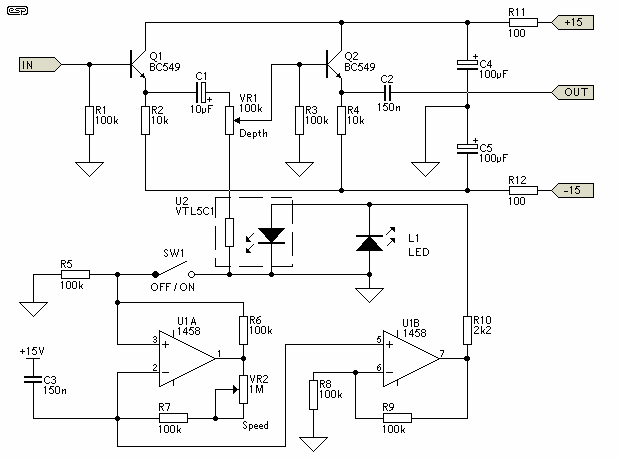 esp
R11
+15
100
IN
Q1
BC549
Q2
BC549
C4
100µF
C1
10µF
C2
150n
OUT
R1
100k
R2
10k
VR1
100k
Depth
R3
100k
R4
10k
C5
100µF
R12
-15
100
U2
VTL5C1
L1
LED
SW1
OFF/ON
R5
100k
U1A
1458
R6
100k
U1B
1458
R10
2k2
+15V
C3
150n
3
+
2
-
1
VR2
1M
5
+
6
-
7
R8
100k
R7
100k
Speed
R9
100k